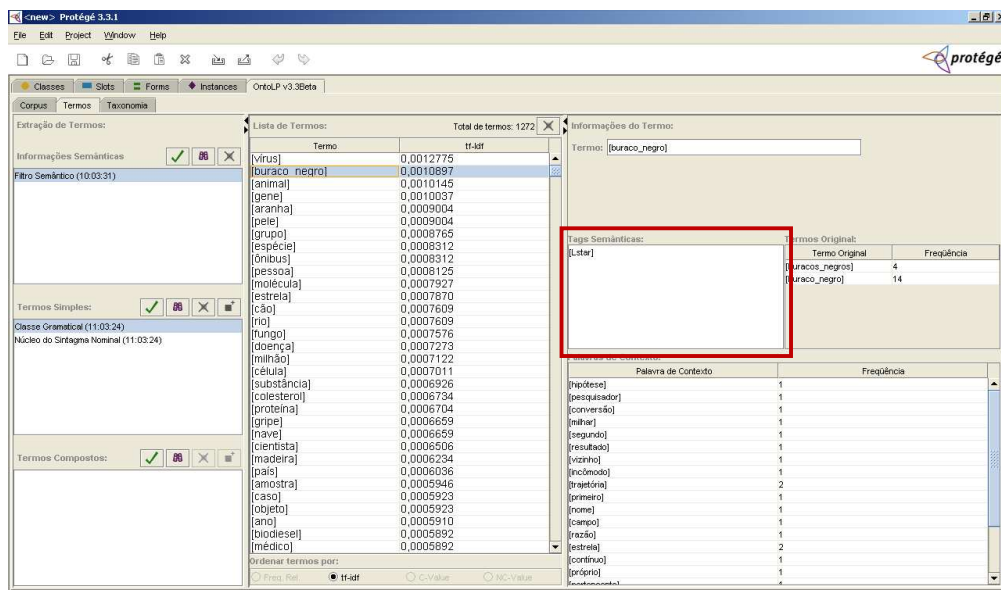 <new> Protégé 3.3.1
File Edit Project Window Help
protégé
Classes Slots Forms Instances OntoLP v3.3Beta
Corpus Termos Taxonomia
Extração de Termos:
Informações Semânticas
Filtro Semântico (10:03:31)
Termos Simples:
Classe Gramatical (11:03:24)
Núcleo do Sintagma Nominal (11:03:24)
Termos Compostos:
Lista de Termos: Total de termos: 1272
Termo tf-Idf
[vírus] 0,0012775
[buraco_negro] 0,0010897
[animal] 0,0010145
[gene] 0,0010037
[aranha] 0,0009004
[pele] 0,0009004
[grupo] 0,0008765
[espécie] 0,0008312
[ônibus] 0,0008312
[pessoa] 0,0008125
[molécula] 0,0007927
[estrela] 0,0007870
[cão] 0,0007609
[rio] 0,0007609
[fungo] 0,0007576
[doença] 0,0007273
[milhão] 0,0007122
[célula] 0,0007011
[substância] 0,0006926
[colesterol] 0,0006734
[proteína] 0,0006704
[gripe] 0,0006659
[nave] 0,0006659
[cientista] 0,0006506
[madeira] 0,0006234
[país] 0,0006036
[amostra] 0,0005946
[caso] 0,0005923
[objeto] 0,0005923
[ano] 0,0005910
[biodiesel] 0,0005892
[médico] 0,0005892
Ordenar termos por:
Freq. Rel. tf-idf C-Value NC-Value
Informações do Termo:
Termo: [buraco_negro]
Tags Semânticas:
[Lstar]
Termos Original:
Termo Original Freqüência
[buracos_negros] 4
[buraco_negro] 14
Palavras de Contexto:
Palavra de Contexto Freqüência
[hipótese] 1
[pesquisador] 1
[conversão] 1
[milhar] 1
[segundo] 1
[resultado] 1
[vizinho] 1
[incômodo] 1
[trajetória] 2
[primeiro] 1
[nome] 1
[campo] 1
[razão] 1
[estrela] 2
[contínuo] 1
[próprio] 1